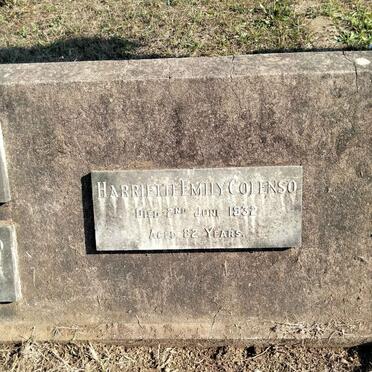 HARRIETTE EMILY COLENSO
DIED 2ND JUNE 1932
AGED 82 YEARS.